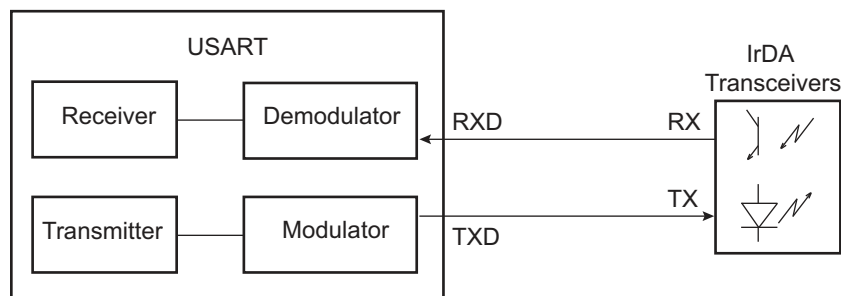 USART
IrDA
Transceivers
Receiver
Demodulator
RXD
RX
Transmitter
Modulator
TXD
TX